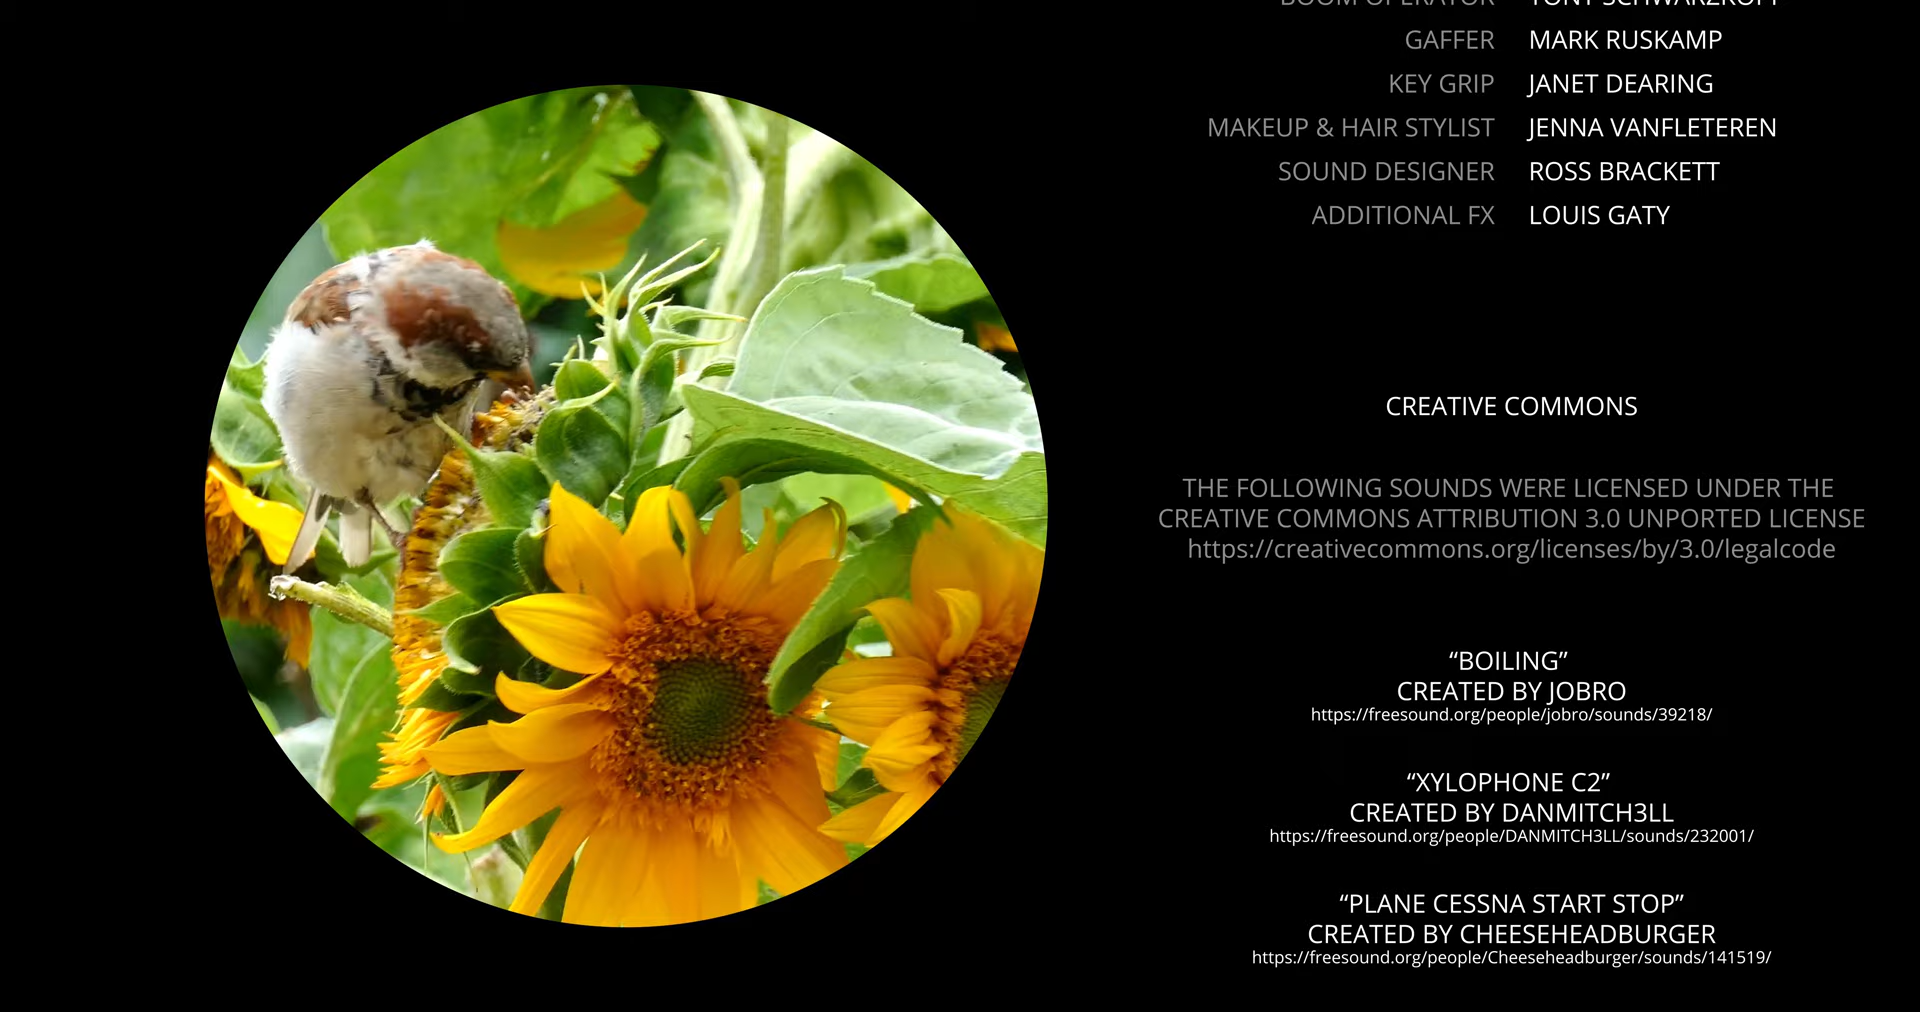 BOOM OPERATOR TONY SCHWARZKOPF
GAFFER MARK RUSKAMP
KEY GRIP JANET DEARING
MAKEUP & HAIR STYLIST JENNA VANFLETEREN
SOUND DESIGNER ROSS BRACKETT
ADDITIONAL FX LOUIS GATY
CREATIVE COMMONS
THE FOLLOWING SOUNDS WERE LICENSED UNDER THE
CREATIVE COMMONS ATTRIBUTION 3.0 UNPORTED LICENSE
https://creativecommons.org/licenses/by/3.0/legalcode
“BOILING”
CREATED BY JOBRO
https://freesound.org/people/jobro/sounds/39218/
“XYLOPHONE C2”
CREATED BY DANMITCH3LL
https://freesound.org/people/DANMITCH3LL/sounds/232001/
“PLANE CESSNA START STOP”
CREATED BY CHEESEHEADBURGER
https://freesound.org/people/Cheeseheadburger/sounds/141519/